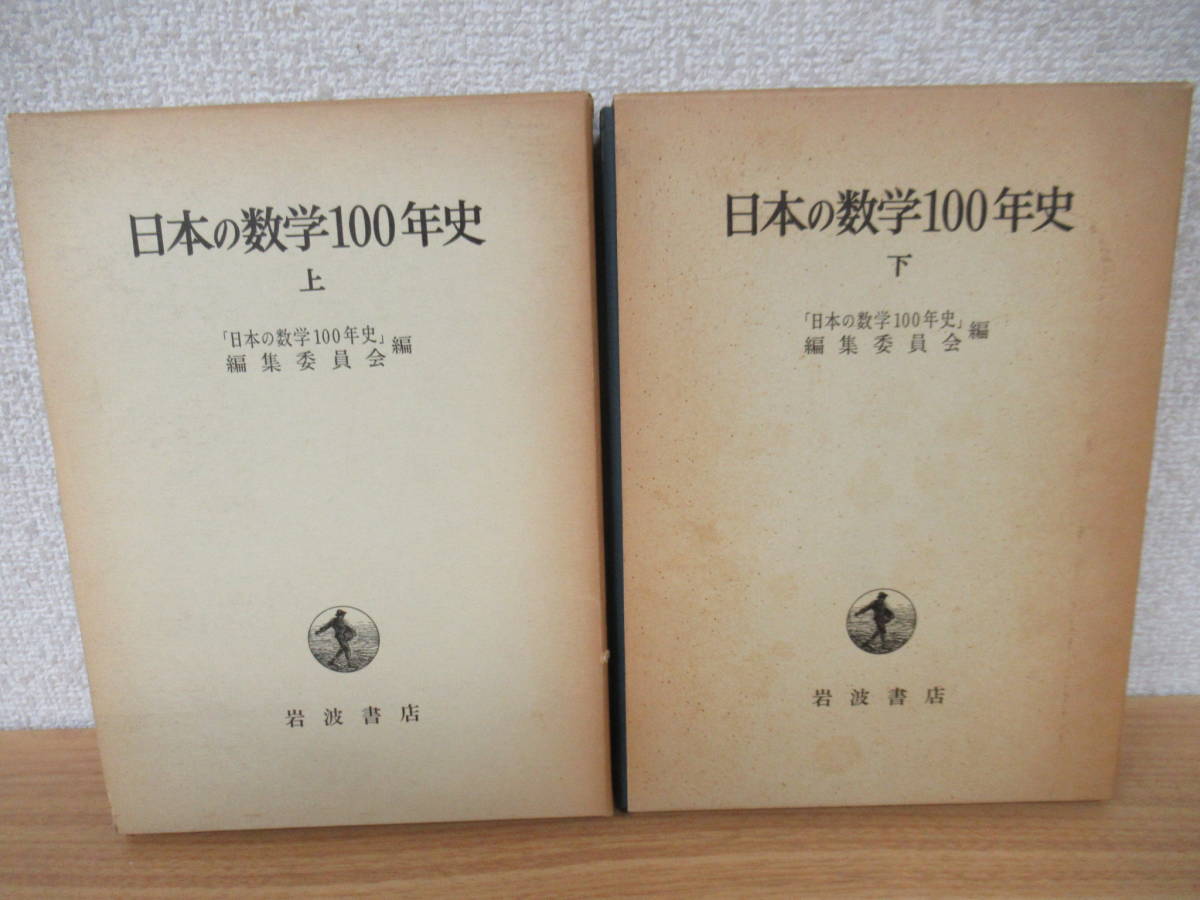 日本の数学100年史
上
「日本の数学100年史」
編集委員会 編
岩波書店
日本の数学100年史
下
「日本の数学100年史」
編集委員会 編
岩波書店